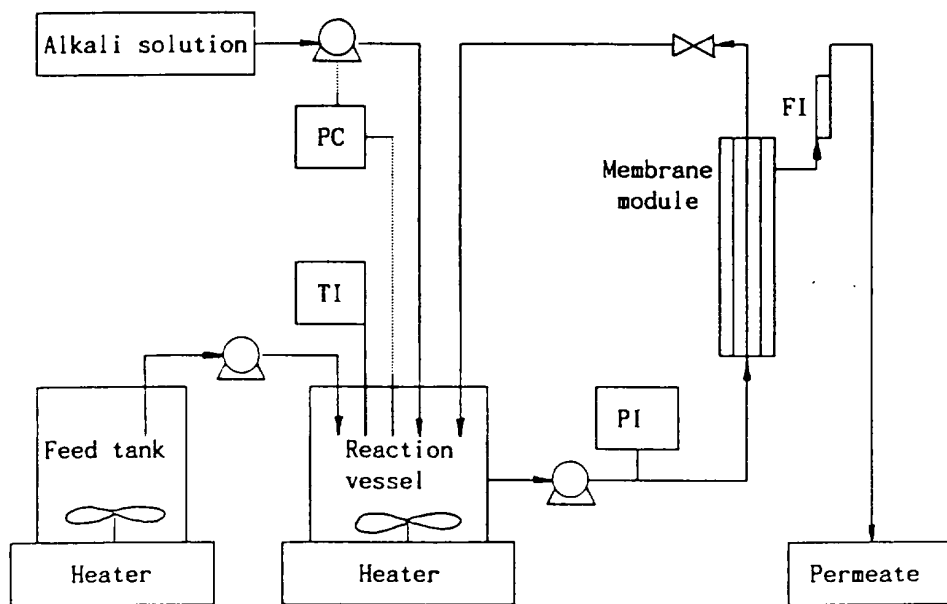 Alkali solution
PC
FI
Membrane
module
TI
PI
Feed tank
Reaction
vessel
Heater
Heater
Permeate